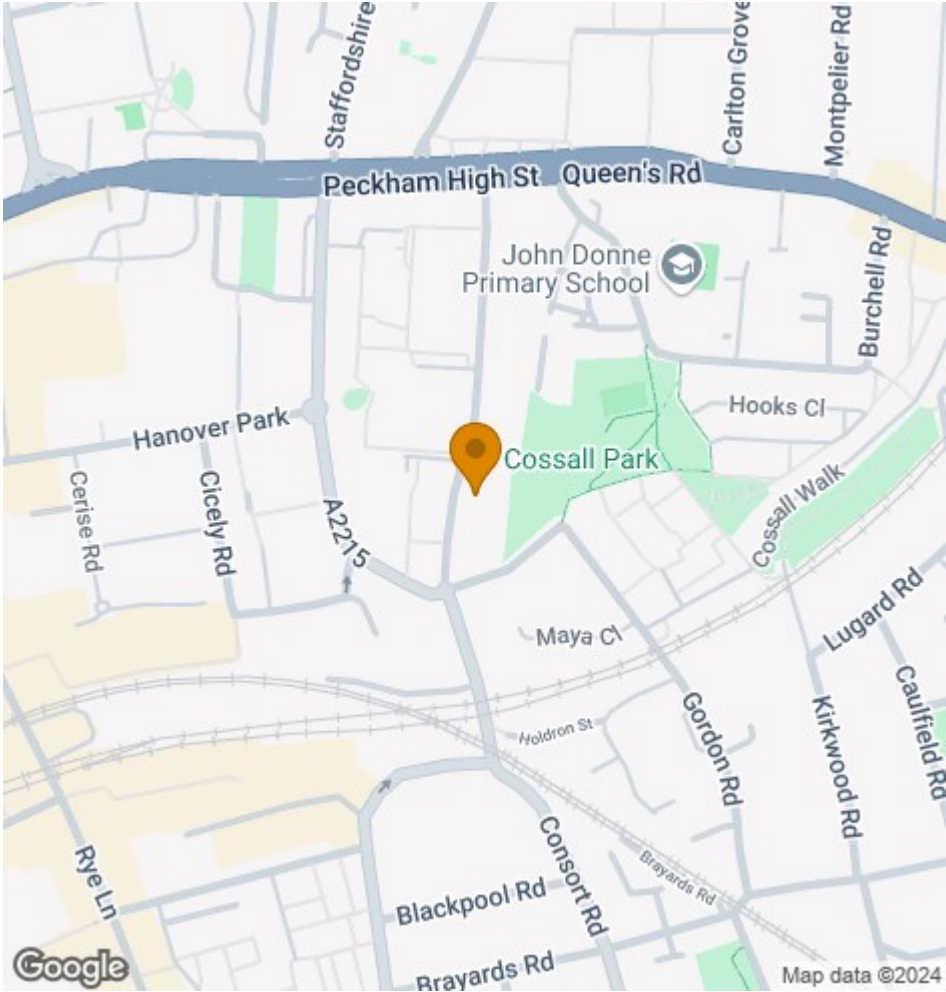 Staffordshire
Carlton Grove
Montpelier Rd
Peckham High St
Queen's Rd
John Donne
Primary School
Burchell Rd
Hooks Cl
Hanover Park
Cossall Park
Cerise Rd
Cicely Rd
A2215
Cossall Walk
Maya Cl
Lugard Rd
Caulfield Rd
Kirkwood Rd
Gordon Rd
Holdron St
Rye Ln
Consort Rd
Brayards Rd
Blackpool Rd
Brayards Rd
Google
Map data ©2024